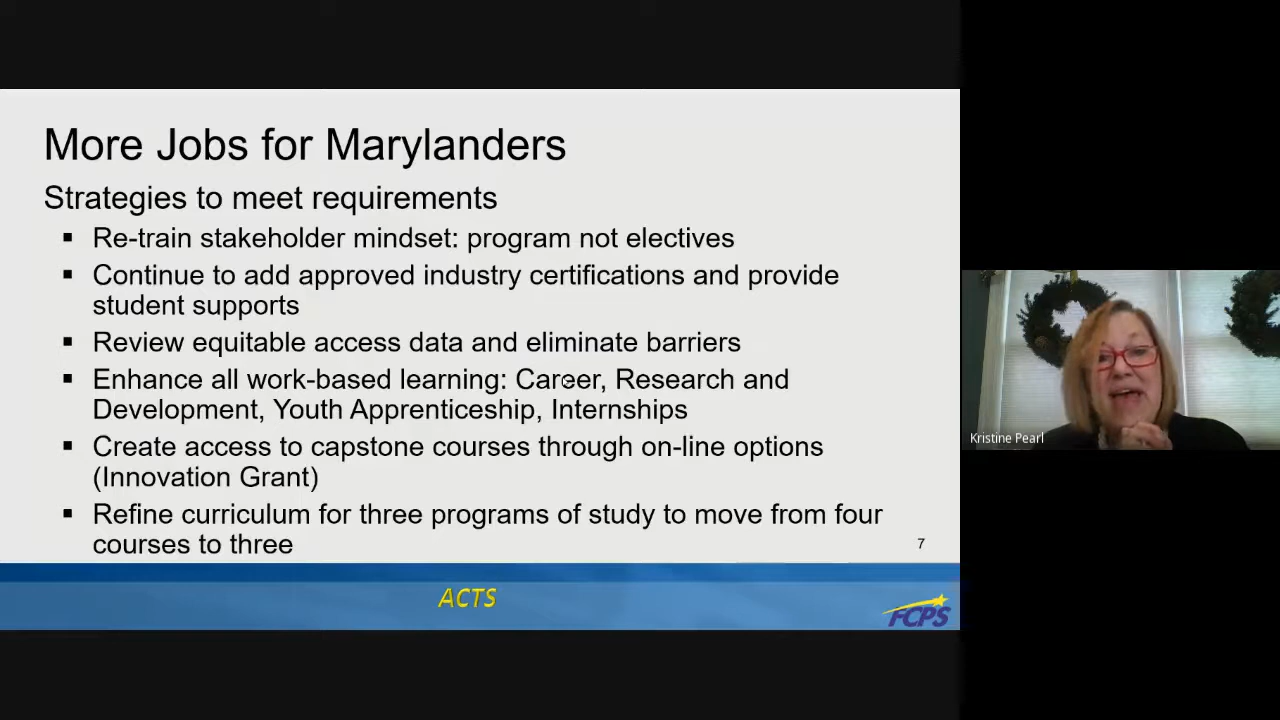 More Jobs for Marylanders
Strategies to meet requirements
▪ Re-train stakeholder mindset: program not electives
▪ Continue to add approved industry certifications and provide
student supports
▪ Review equitable access data and eliminate barriers
▪ Enhance all work-based learning: Career, Research and
Development, Youth Apprenticeship, Internships
▪ Create access to capstone courses through on-line options
(Innovation Grant)
▪ Refine curriculum for three programs of study to move from four
courses to three
7
ACTS
FCPS
Kristine Pearl